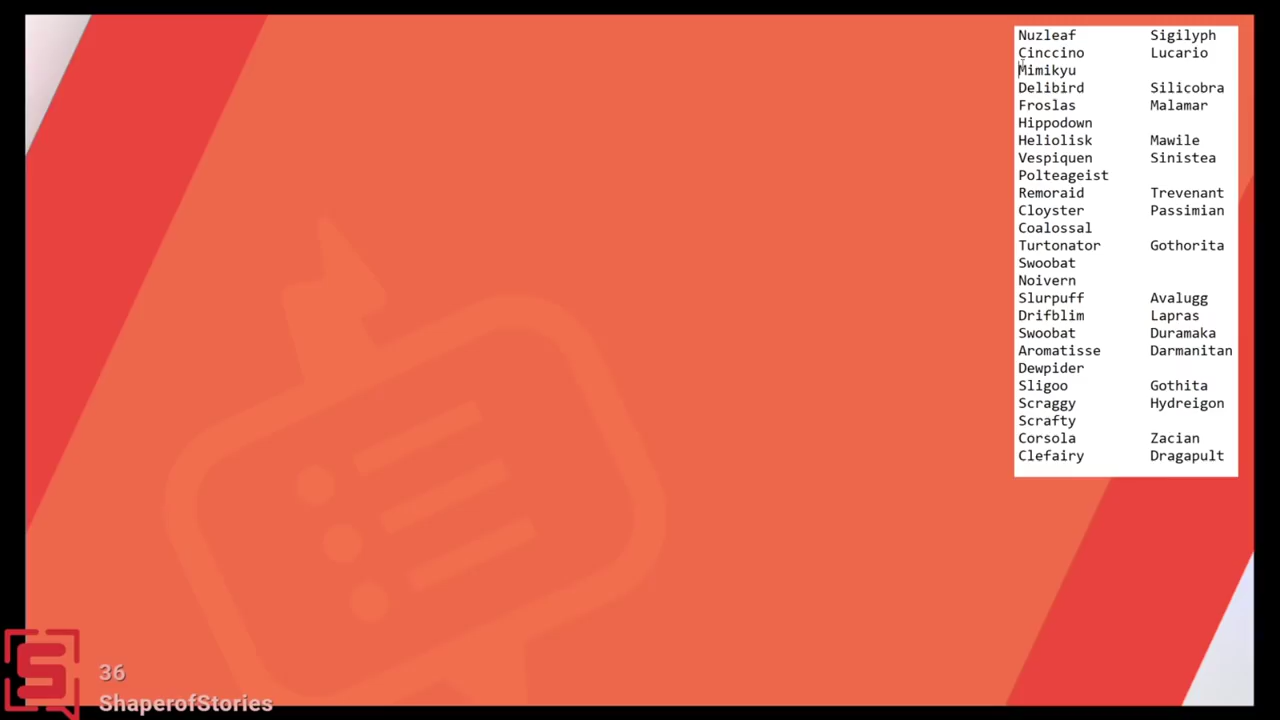 Nuzleaf Sigilyph
Cinccino Lucario
Mimikyu
Delibird Silicobra
Froslas Malamar
Hippodown
Heliolisk Mawile
Vespiquen Sinistea
Polteageist
Remoraid Trevenant
Cloyster Passimian
Coalossal
Turtonator Gothorita
Swoobat
Noivern
Slurpuff Avalugg
Drifblim Lapras
Swoobat Duramaka
Aromatisse Darmanitan
Dewpider
Sligoo Gothita
Scraggy Hydreigon
Scrafty
Corsola Zacian
Clefairy Dragapult
S
36
ShaperofStories